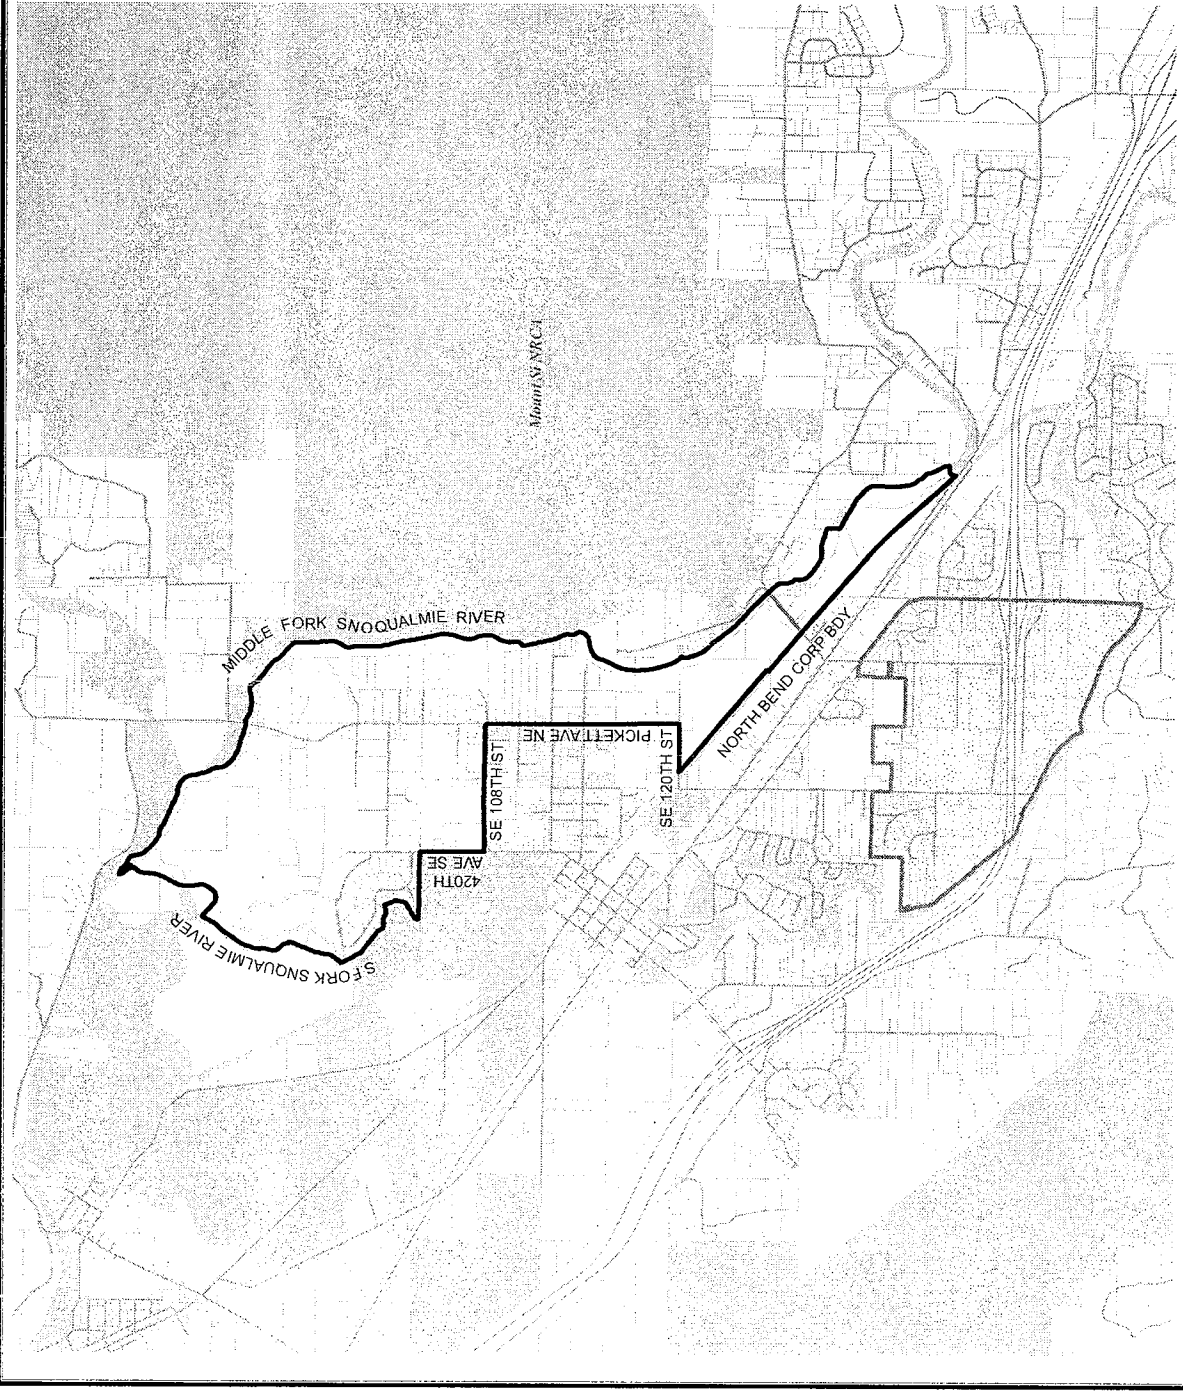 Mount Si NRCA
MIDDLE FORK SNOQUALMIE RIVER
S FORK SNQUALMIE RIVER
420TH
AVE SE
SE 108TH ST
PICKETT AVE NE
SE 120TH ST
NORTH BEND CORP BDY